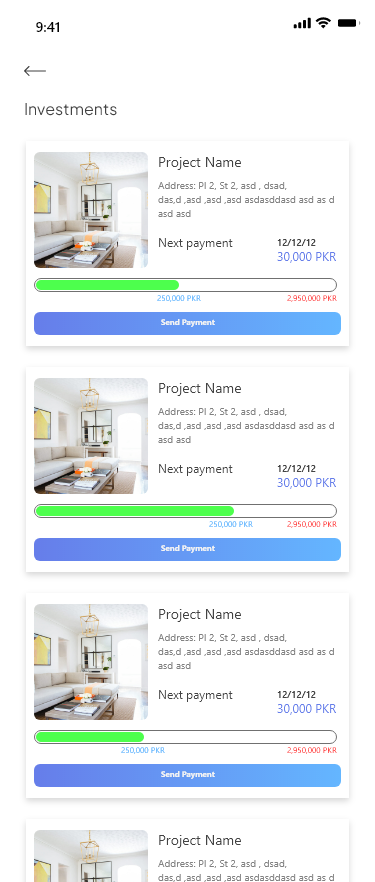 9:41
Investments
Project Name
Address: Pl 2, St 2, asd , dsad,
das,d ,asd ,asd ,asd asdasddasd asd as d
asd asd
Next payment
12/12/12
30,000 PKR
250,000 PKR
2,950,000 PKR
Send Payment
Project Name
Address: Pl 2, St 2, asd , dsad,
das,d ,asd ,asd ,asd asdasddasd asd as d
asd asd
Next payment
12/12/12
30,000 PKR
250,000 PKR
2,950,000 PKR
Send Payment
Project Name
Address: Pl 2, St 2, asd , dsad,
das,d ,asd ,asd ,asd asdasddasd asd as d
asd asd
Next payment
12/12/12
30,000 PKR
250,000 PKR
2,950,000 PKR
Send Payment
Project Name
Address: Pl 2, St 2, asd , dsad,
das,d ,asd ,asd ,asd asdasddasd asd as d